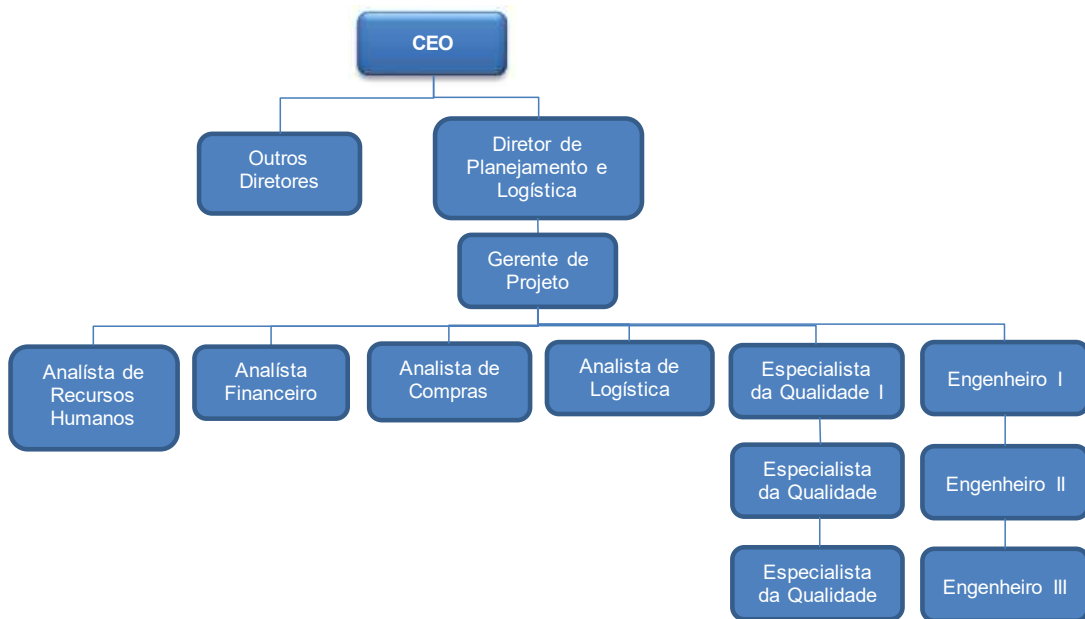 CEO
Outros
Diretores
Diretor de
Planejamento e
Logística
Gerente de
Projeto
Analísta de
Recursos
Humanos
Analísta
Financeiro
Analista de
Compras
Analista de
Logística
Especialista
da Qualidade I
Engenheiro I
Especialista
da Qualidade
Engenheiro II
Especialista
da Qualidade
Engenheiro III